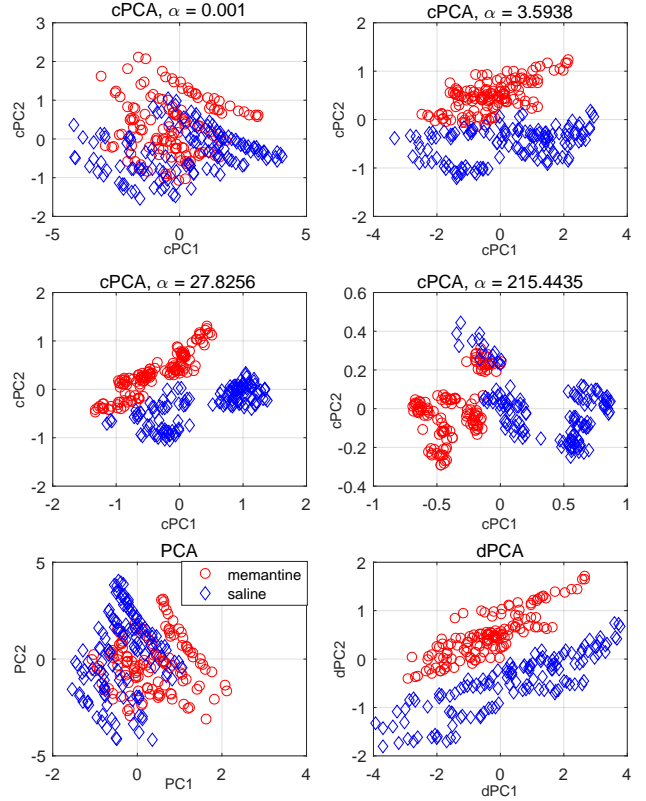 cPCA, α = 0.001
cPCA, α = 3.5938
3
2
1
0
-1
-2
cPC2
-5
0
5
cPC1
2
1
0
-1
-2
cPC2
-4
-2
0
2
4
cPC1
cPCA, α = 27.8256
cPCA, α = 215.4435
2
1
0
-1
-2
cPC2
-2
-1
0
1
2
cPC1
0.6
0.4
0.2
0
-0.2
-0.4
cPC2
-1
-0.5
0
0.5
1
cPC1
PCA
dPCA
5
0
-5
PC2
memantine
saline
-2
0
2
4
PC1
2
1
0
-1
-2
dPC2
-4
-2
0
2
4
dPC1